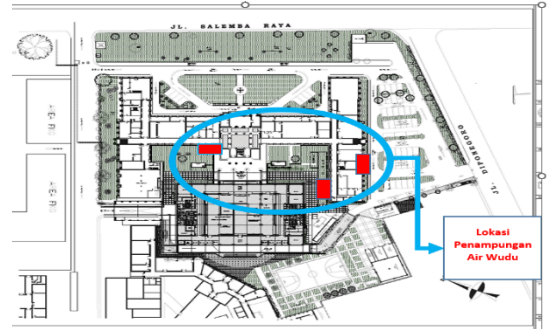 JL. SALEMBA RAYA
JL. DIPONEGORO
Lokasi
Penampungan
Air Wudu